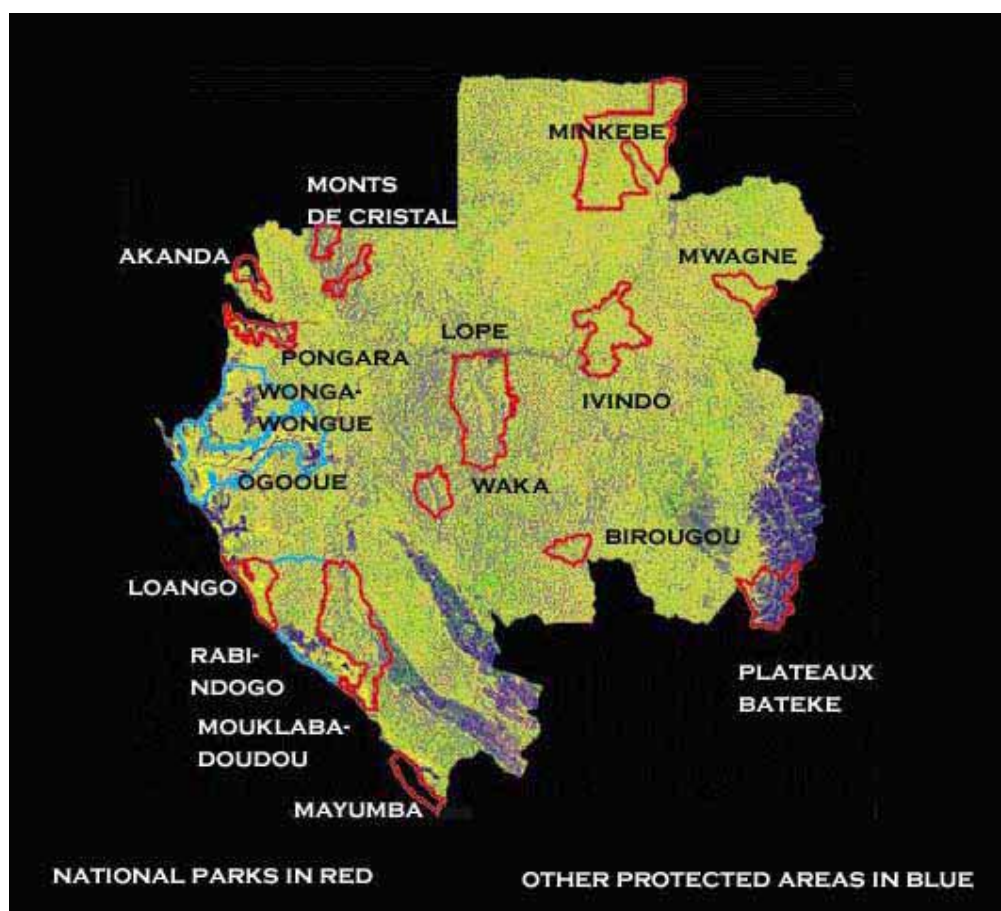 MINKEBE
MONTS
DE CRISTAL
AKANDA
MWAGNE
LOPE
PONGARA
WONGA-
WONGUE
IVINDO
OGOOUE
WAKA
BIROUGOU
LOANGO
RABI-
NDOGO
PLATEAUX
BATEKE
MOUKLABA-
DOUDOU
MAYUMBA
NATIONAL PARKS IN RED
OTHER PROTECTED AREAS IN BLUE